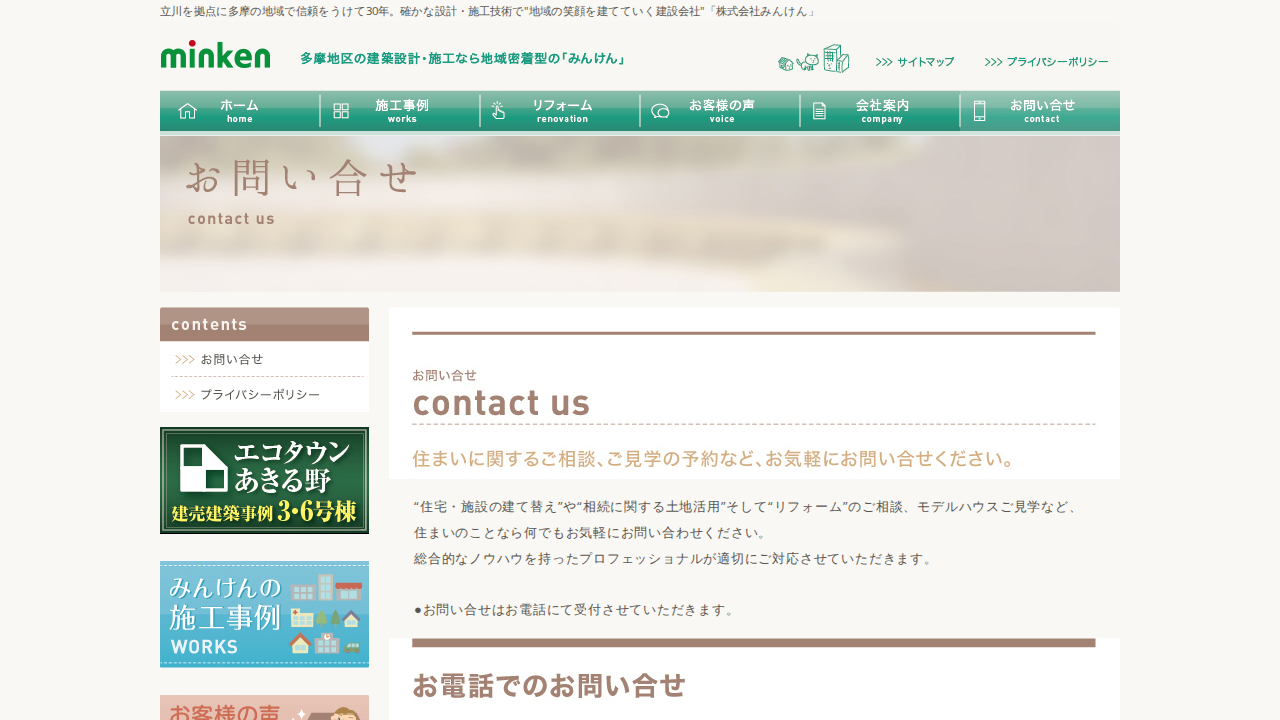 立川を拠点に多摩の地域で信頼をうけて30年。確かな設計・施工技術で"地域の笑顔を建てていく建設会社"「株式会社みんけん」
minken
多摩地区の建築設計・施工なら地域密着型の「みんけん」
>>> サイトマップ
>>> プライバシーポリシー
ホーム
home
施工事例
works
リフォーム
renovation
お客様の声
voice
会社案内
company
お問い合せ
contact
お問い合せ
contact us
contents
>>> お問い合せ
>>> プライバシーポリシー
エコタウン
あきる野
建売建築事例 3・6号棟
みんけんの
施工事例
WORKS
お客様の声
お問い合せ
contact us
住まいに関するご相談、ご見学の予約など、お気軽にお問い合せください。
“住宅・施設の建て替え”や“相続に関する土地活用”そして“リフォーム”のご相談、モデルハウスご見学など、
住まいのことなら何でもお気軽にお問い合わせください。
総合的なノウハウを持ったプロフェッショナルが適切にご対応させていただきます。
●お問い合せはお電話にて受付させていただきます。
お電話でのお問い合せ